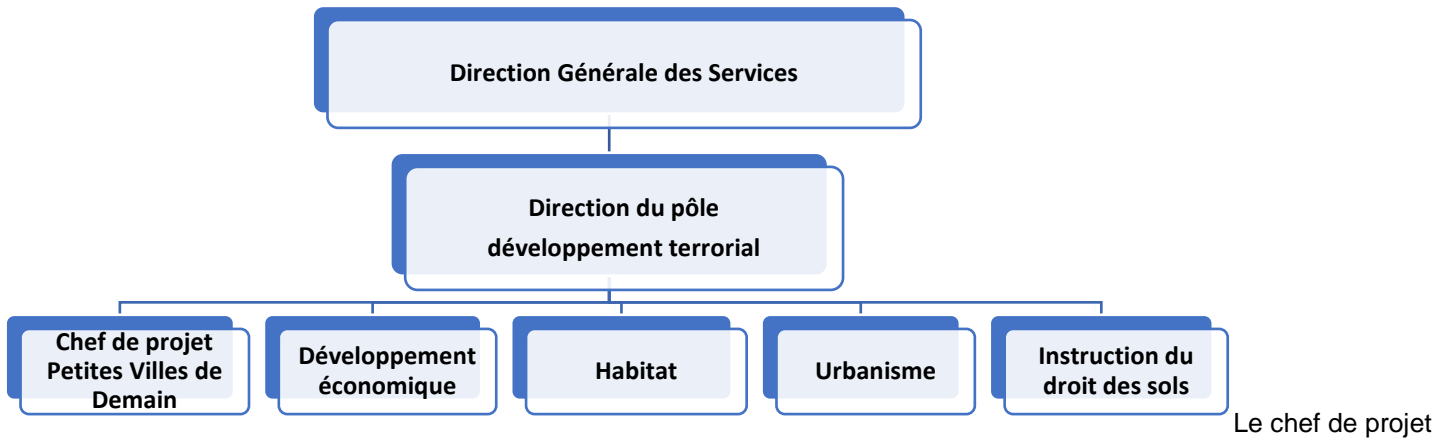 Direction Générale des Services
Direction du pôle
développement terrorial
Chef de projet
Petites Villes de
Demain
Développement
économique
Habitat
Urbanisme
Instruction du
droit des sols
Le chef de projet